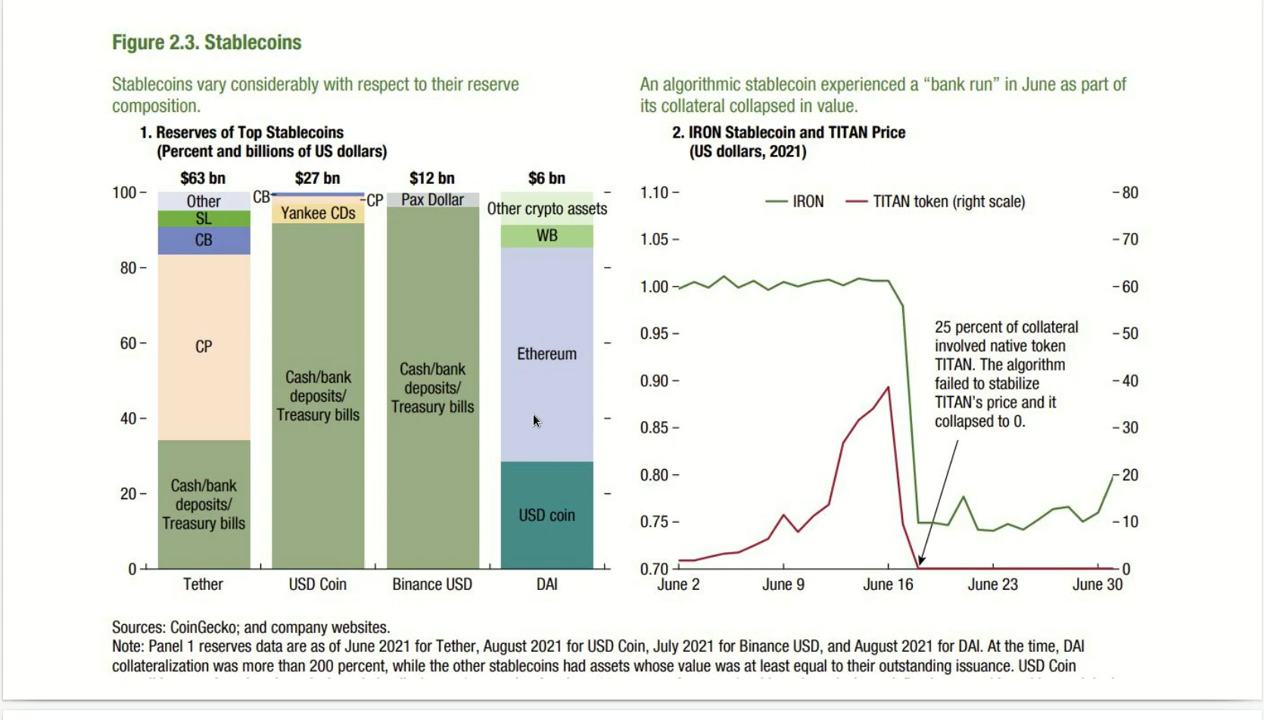 Figure 2.3. Stablecoins
Stablecoins vary considerably with respect to their reserve
composition.
1. Reserves of Top Stablecoins
(Percent and billions of US dollars)
$63 bn
$27 bn
$12 bn
$6 bn
100
80
60
40
20
0
Other
SL
CB
CP
Cash/bank
deposits/
Treasury bills
CB
CP
Yankee CDs
Cash/bank
deposits/
Treasury bills
Pax Dollar
Cash/bank
deposits/
Treasury bills
Other crypto assets
WB
Ethereum
USD coin
Tether
USD Coin
Binance USD
DAI
An algorithmic stablecoin experienced a “bank run” in June as part of
its collateral collapsed in value.
2. IRON Stablecoin and TITAN Price
(US dollars, 2021)
IRON
TITAN token (right scale)
1.10
1.05
1.00
0.95
0.90
0.85
0.80
0.75
0.70
80
70
60
50
40
30
20
10
0
25 percent of collateral
involved native token
TITAN. The algorithm
failed to stabilize
TITAN’s price and it
collapsed to 0.
June 2
June 9
June 16
June 23
June 30
Sources: CoinGecko; and company websites.
Note: Panel 1 reserves data are as of June 2021 for Tether, August 2021 for USD Coin, July 2021 for Binance USD, and August 2021 for DAI. At the time, DAI
collateralization was more than 200 percent, while the other stablecoins had assets whose value was at least equal to their outstanding issuance. USD Coin